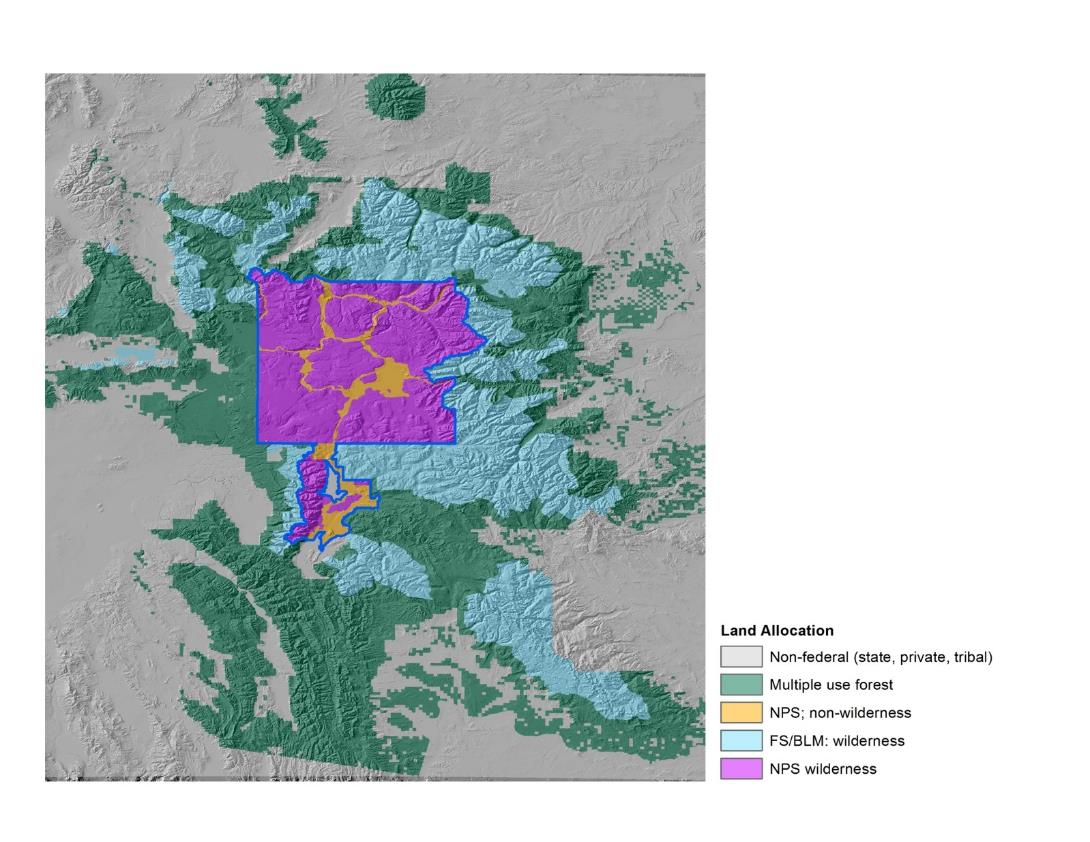 Land Allocation
Non-federal (state, private, tribal)
Multiple use forest
NPS; non-wilderness
FS/BLM: wilderness
NPS wilderness